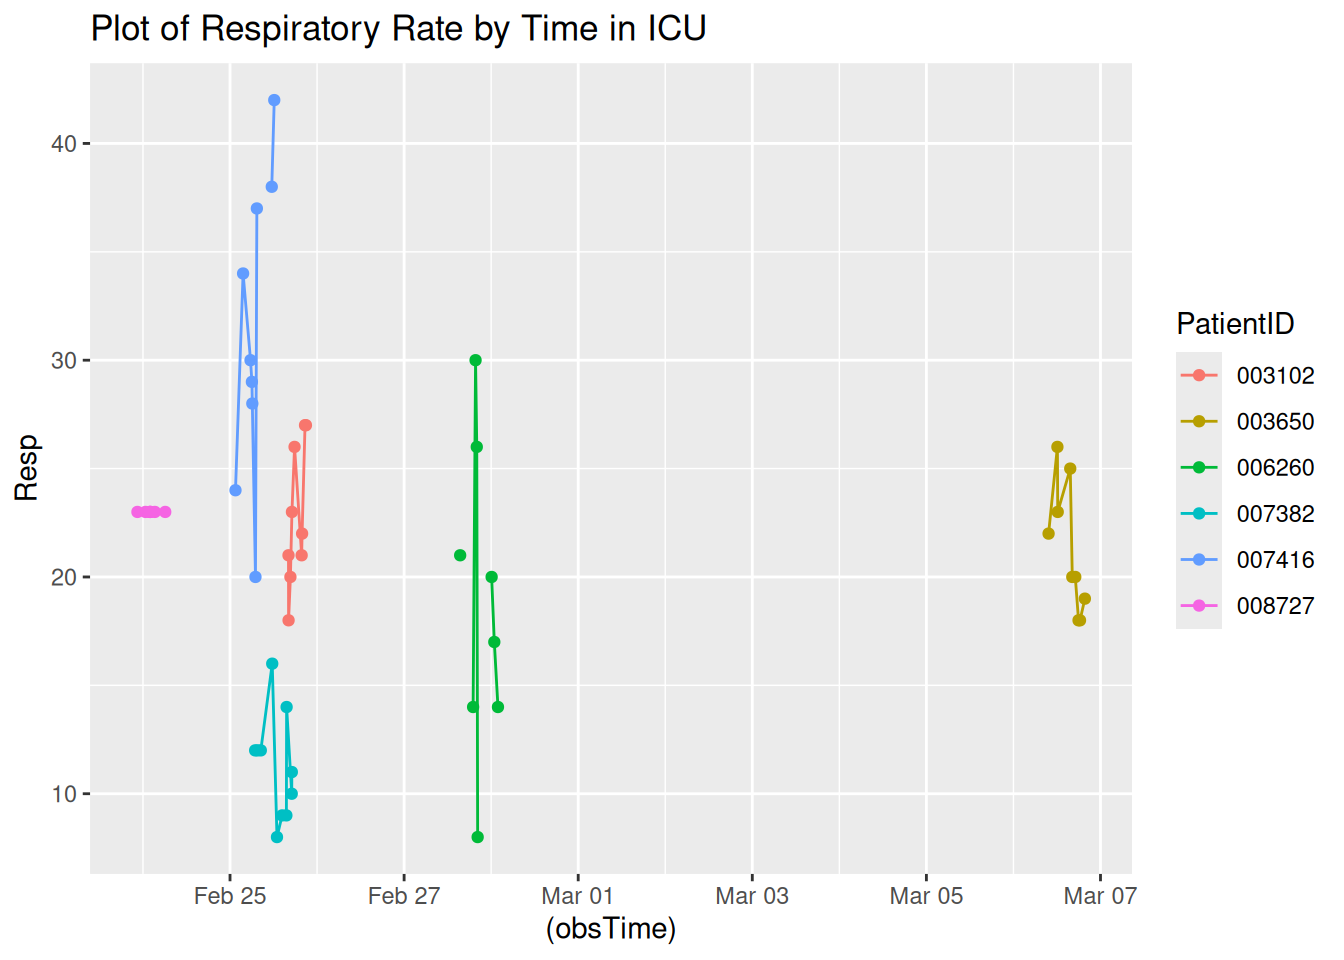 Plot of Respiratory Rate by Time in ICU
40
30
20
10
Resp
Feb 25
Feb 27
Mar 01
Mar 03
Mar 05
Mar 07
(obsTime)
PatientID
003102
003650
006260
007382
007416
008727